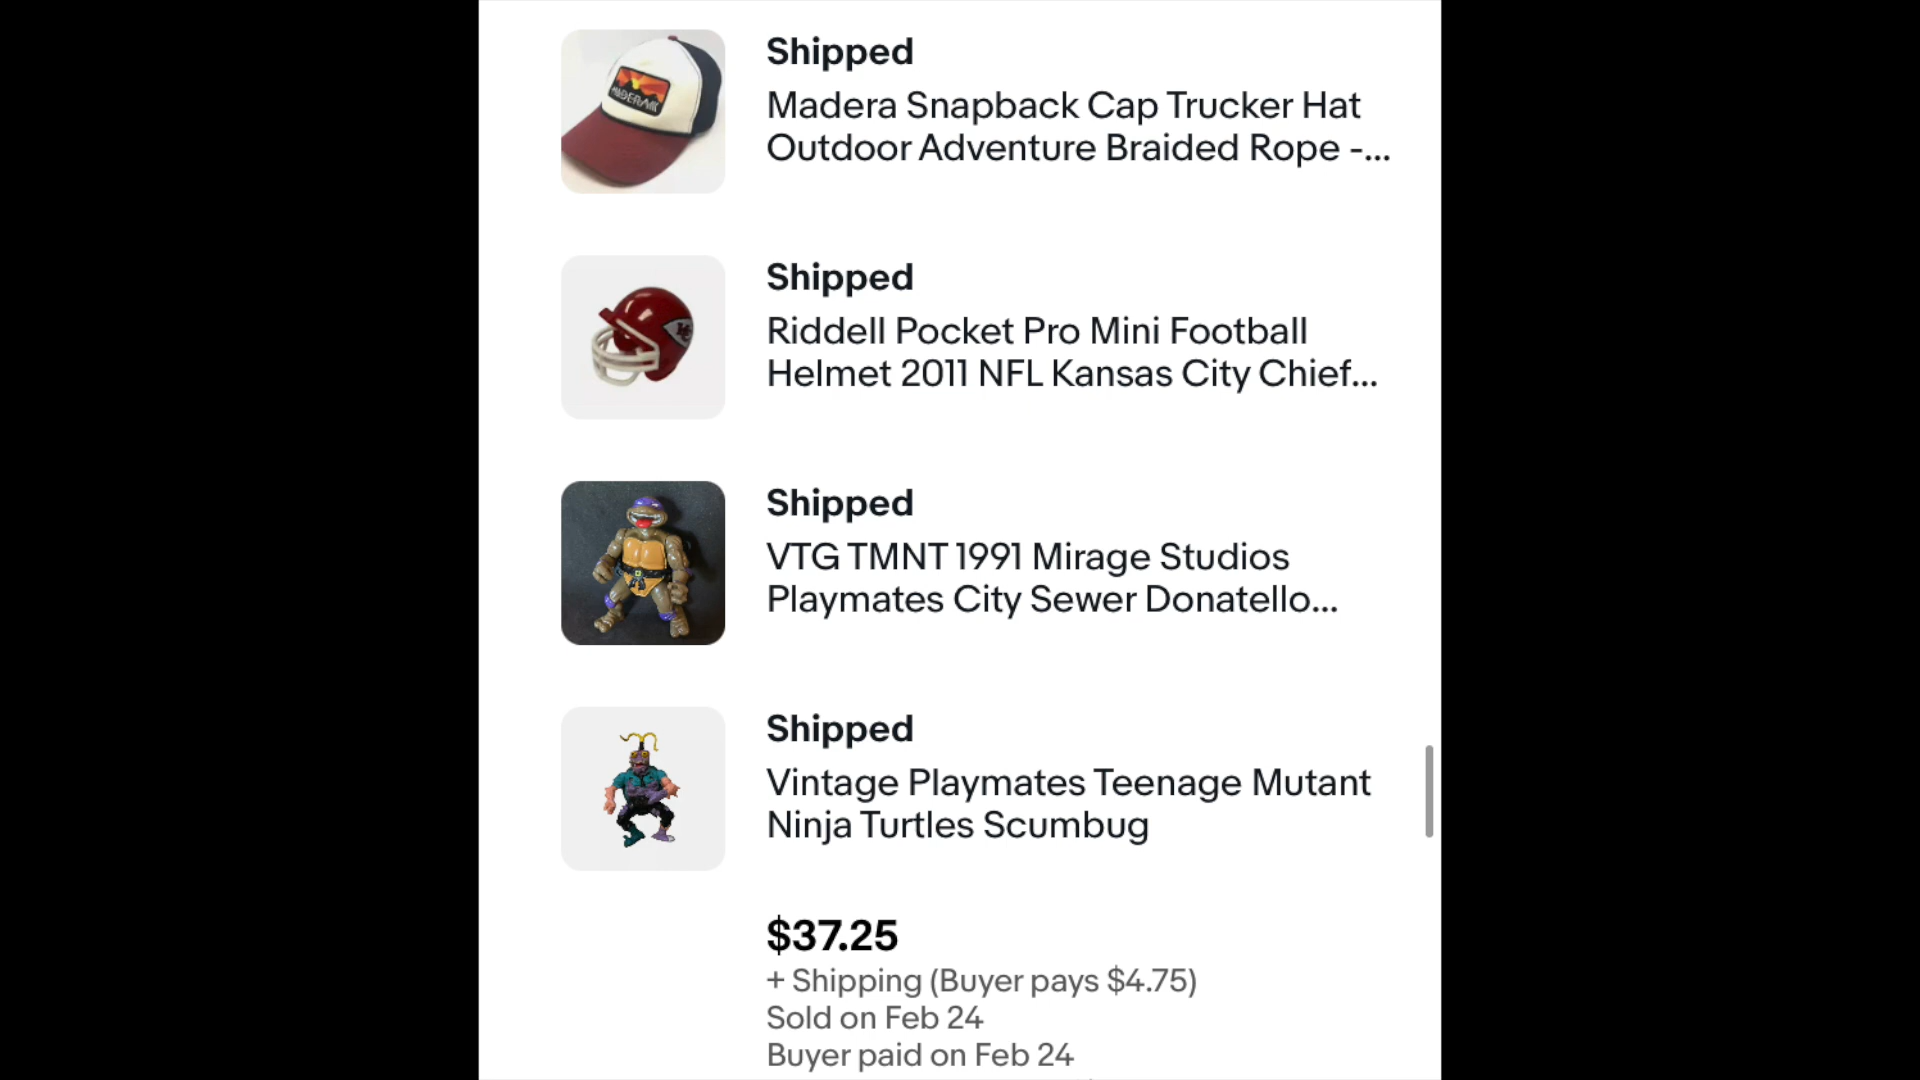 Shipped
Madera Snapback Cap Trucker Hat
Outdoor Adventure Braided Rope -...
Shipped
Riddell Pocket Pro Mini Football
Helmet 2011 NFL Kansas City Chief...
Shipped
VTG TMNT 1991 Mirage Studios
Playmates City Sewer Donatello...
Shipped
Vintage Playmates Teenage Mutant
Ninja Turtles Scumbug
$37.25
+ Shipping (Buyer pays $4.75)
Sold on Feb 24
Buyer paid on Feb 24